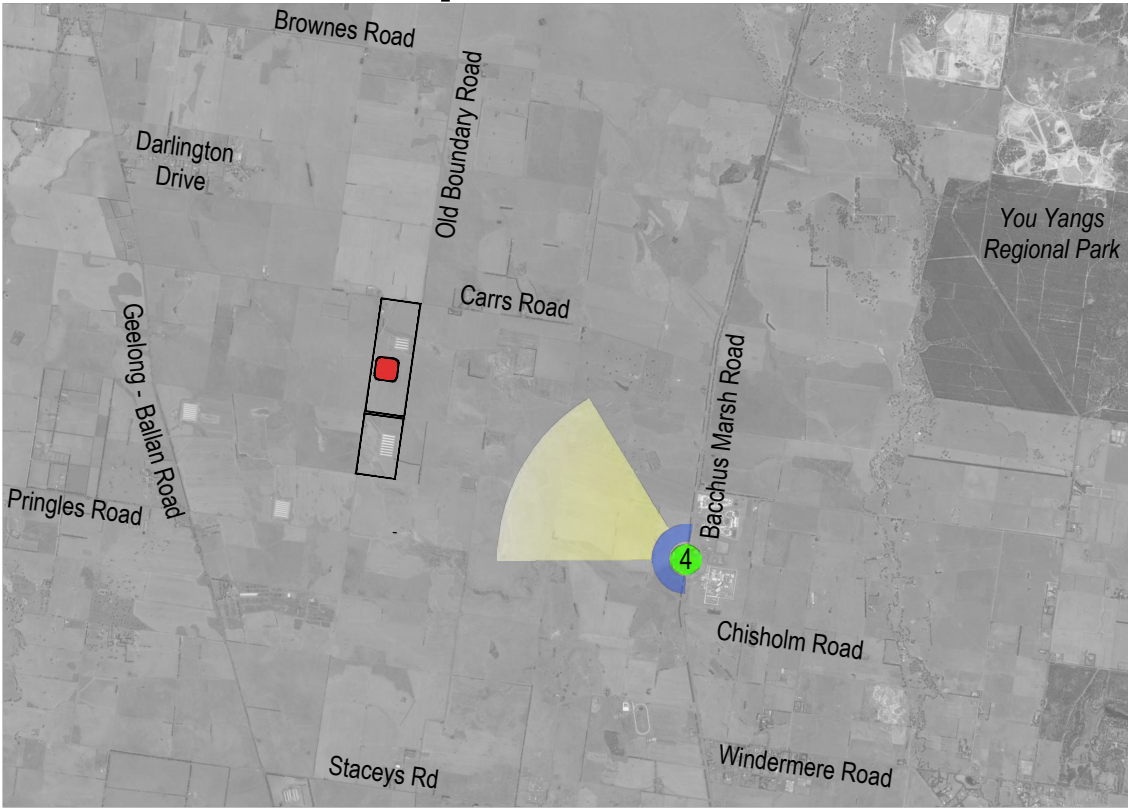 Brownes Road
Old Boundary Road
Darlington
Drive
You Yangs
Regional Park
Carrs Road
Geelong - Ballan Road
Bacchus Marsh Road
Pringles Road
4
Chisholm Road
Staceys Rd
Windermere Road